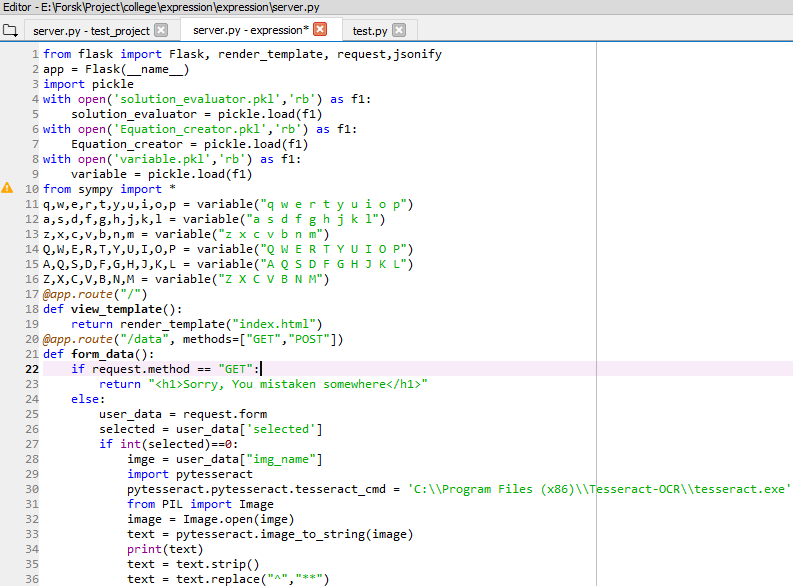 Editor - E:\Forsk\Project\college\expression\expression\server.py
server.py - test_project server.py - expression* test.py
1 from flask import Flask, render_template, request,jsonify
2 app = Flask(__name__)
3 import pickle
4 with open('solution_evaluator.pkl','rb') as f1:
5     solution_evaluator = pickle.load(f1)
6 with open('Equation_creator.pkl','rb') as f1:
7     Equation_creator = pickle.load(f1)
8 with open('variable.pkl','rb') as f1:
9     variable = pickle.load(f1)
10 from sympy import *
11 q,w,e,r,t,y,u,i,o,p = variable("q w e r t y u i o p")
12 a,s,d,f,g,h,j,k,l = variable("a s d f g h j k l")
13 z,x,c,v,b,n,m = variable("z x c v b n m")
14 Q,W,E,R,T,Y,U,I,O,P = variable("Q W E R T Y U I O P")
15 A,Q,S,D,F,G,H,J,K,L = variable("A Q S D F G H J K L")
16 Z,X,C,V,B,N,M = variable("Z X C V B N M")
17 @app.route("/")
18 def view_template():
19     return render_template("index.html")
20 @app.route("/data", methods=["GET","POST"])
21 def form_data():
22     if request.method == "GET":
23         return "<h1>Sorry, You mistaken somewhere</h1>"
24     else:
25         user_data = request.form
26         selected = user_data['selected']
27         if int(selected)==0:
28             imge = user_data["img_name"]
29             import pytesseract
30             pytesseract.pytesseract.tesseract_cmd = 'C:\\Program Files (x86)\\Tesseract-OCR\\tesseract.exe'
31             from PIL import Image
32             image = Image.open(imge)
33             text = pytesseract.image_to_string(image)
34             print(text)
35             text = text.strip()
36             text = text.replace("^","**")